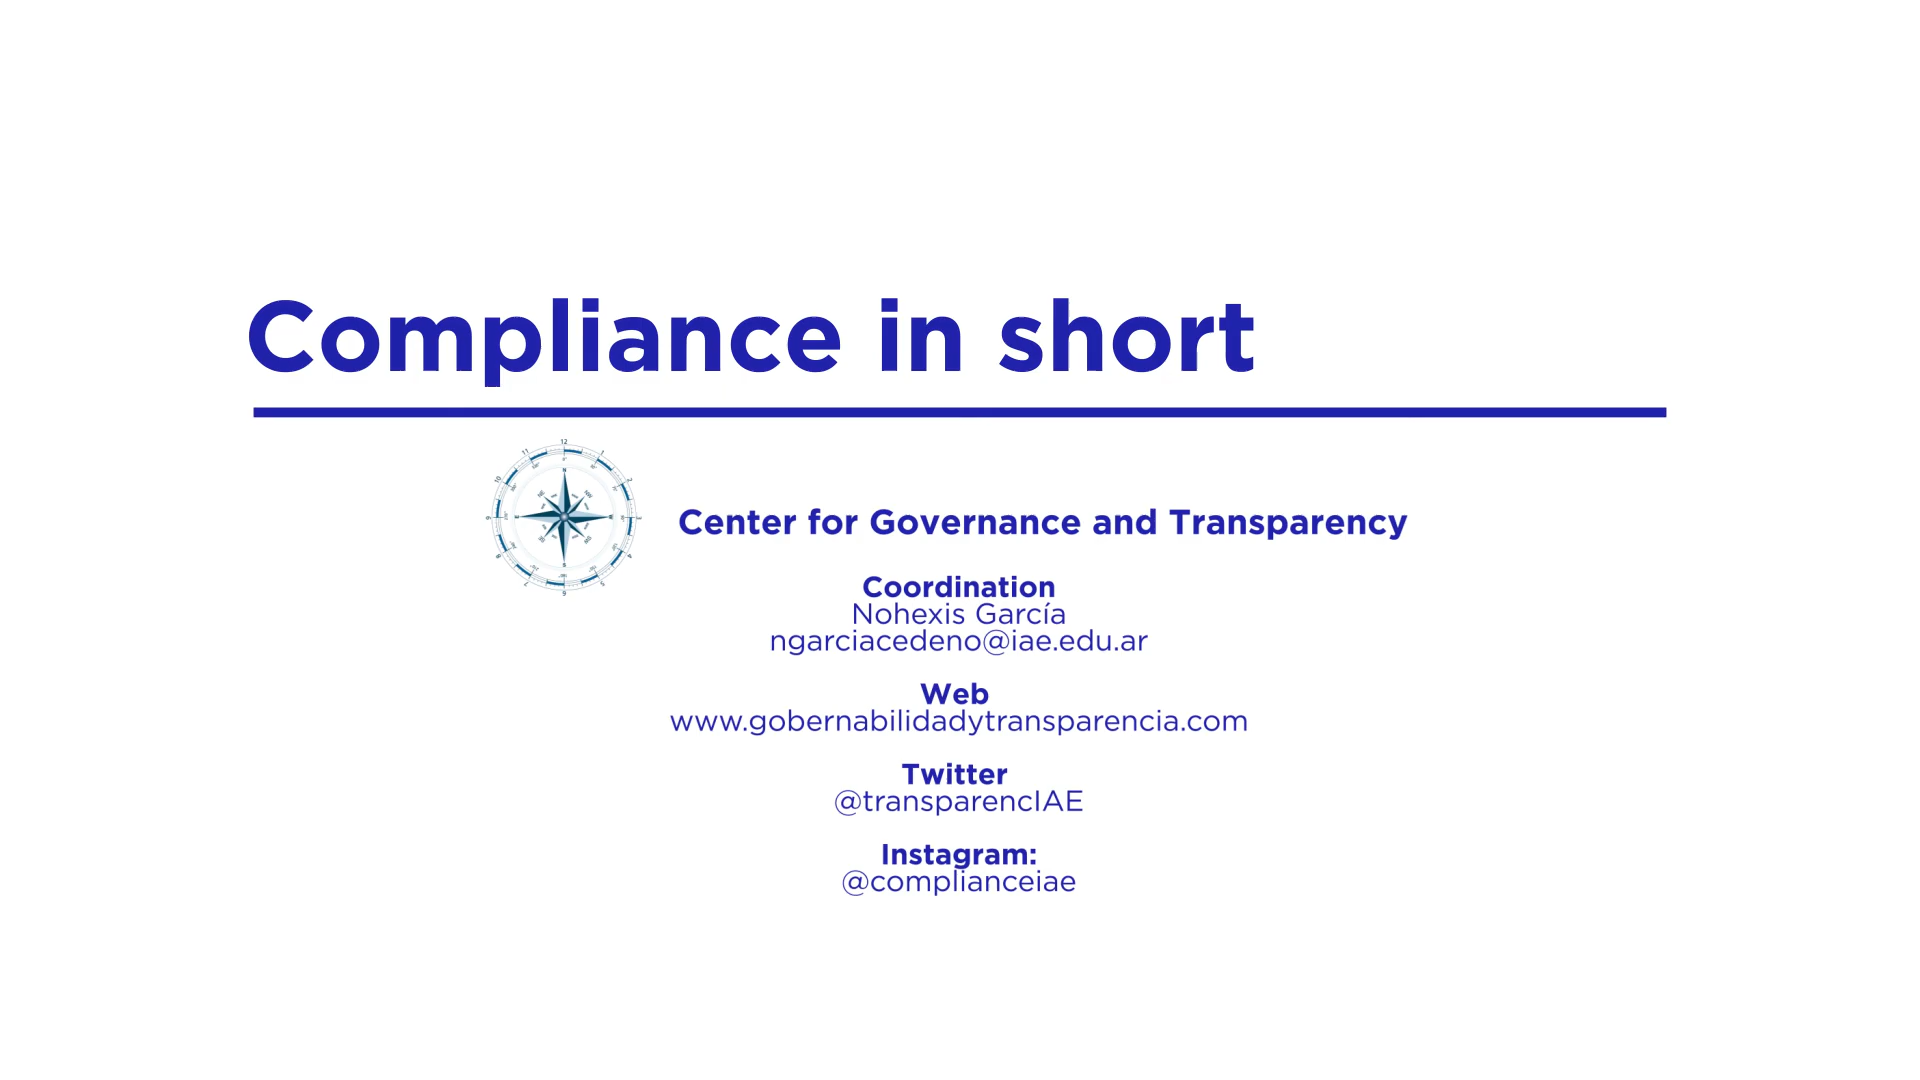 Compliance in short
Center for Governance and Transparency
Coordination
Nohexis García
ngarciacedeno@iae.edu.ar
Web
www.gobernabilidadytransparencia.com
Twitter
@transparencIAE
Instagram:
@complianceiae